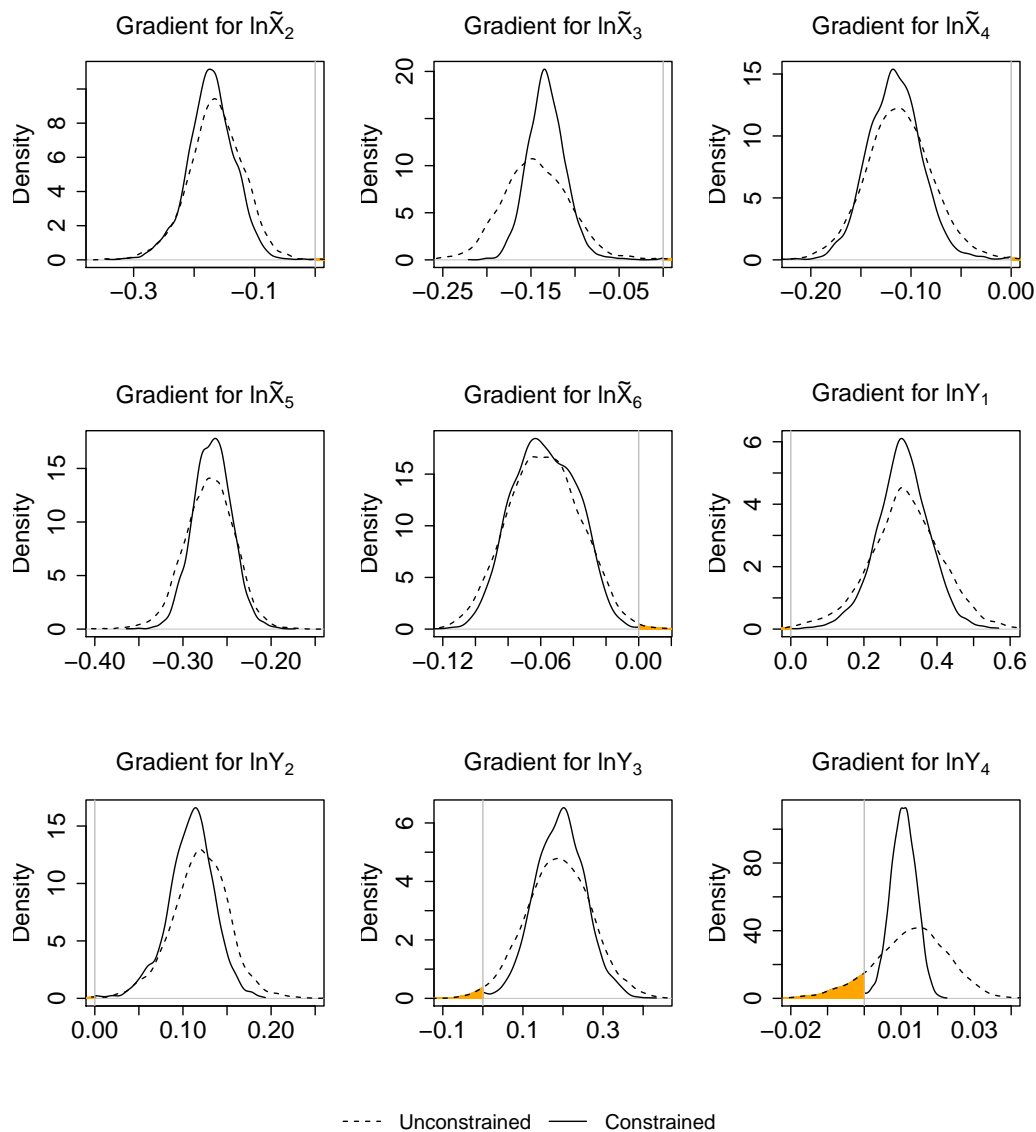 Gradient for lnX̃₂ Gradient for lnX̃₃ Gradient for lnX̃₄
Density Density Density
0 2 4 6 8
0 5 10 15 20
0 5 10 15
−0.3 −0.1 −0.25 −0.15 −0.05 −0.20 −0.10 0.00
Gradient for lnX̃₅ Gradient for lnX̃₆ Gradient for lnY₁
Density Density Density
0 5 10 15
0 5 10 15
0 2 4 6
−0.40 −0.30 −0.20 −0.12 −0.06 0.00 0.0 0.2 0.4 0.6
Gradient for lnY₂ Gradient for lnY₃ Gradient for lnY₄
Density Density Density
0 5 10 15
0 2 4 6
0 40 80
0.00 0.10 0.20 −0.1 0.1 0.3 −0.02 0.01 0.03
Unconstrained Constrained